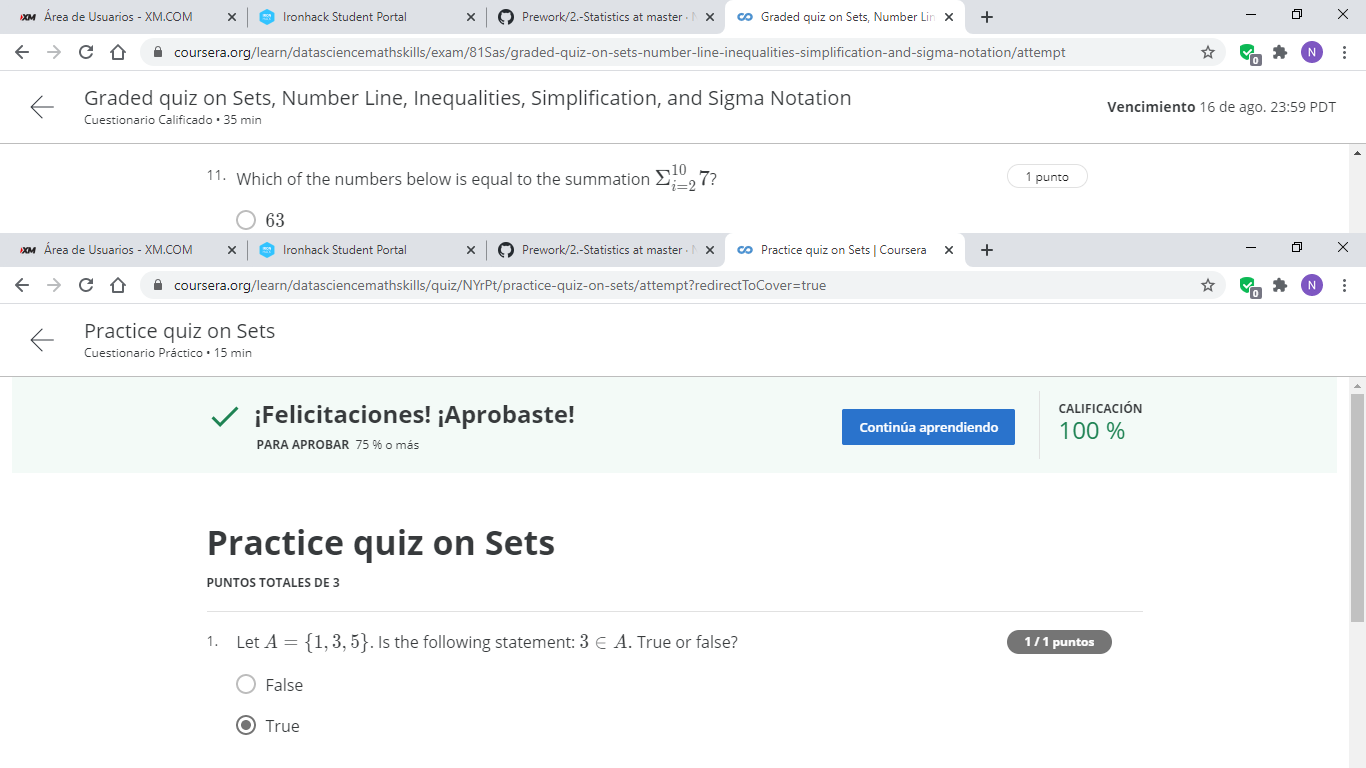 XM Área de Usuarios - XM.COM
Ironhack Student Portal
Prework/2.-Statistics at master ·
Graded quiz on Sets, Number Lin
coursera.org/learn/datasciencemathskills/exam/81Sas/graded-quiz-on-sets-number-line-inequalities-simplification-and-sigma-notation/attempt
0
N
Graded quiz on Sets, Number Line, Inequalities, Simplification, and Sigma Notation
Cuestionario Calificado • 35 min
Vencimiento 16 de ago. 23:59 PDT
11. Which of the numbers below is equal to the summation Σ_{i=2}^{10} 7?
1 punto
63
XM Área de Usuarios - XM.COM
Ironhack Student Portal
Prework/2.-Statistics at master ·
Practice quiz on Sets | Coursera
coursera.org/learn/datasciencemathskills/quiz/NYrPt/practice-quiz-on-sets/attempt?redirectToCover=true
0
N
Practice quiz on Sets
Cuestionario Práctico • 15 min
¡Felicitaciones! ¡Aprobaste!
PARA APROBAR 75 % o más
Continúa aprendiendo
CALIFICACIÓN
100 %
Practice quiz on Sets
PUNTOS TOTALES DE 3
1. Let A = {1, 3, 5}. Is the following statement: 3 ∈ A. True or false?
1 / 1 puntos
False
True